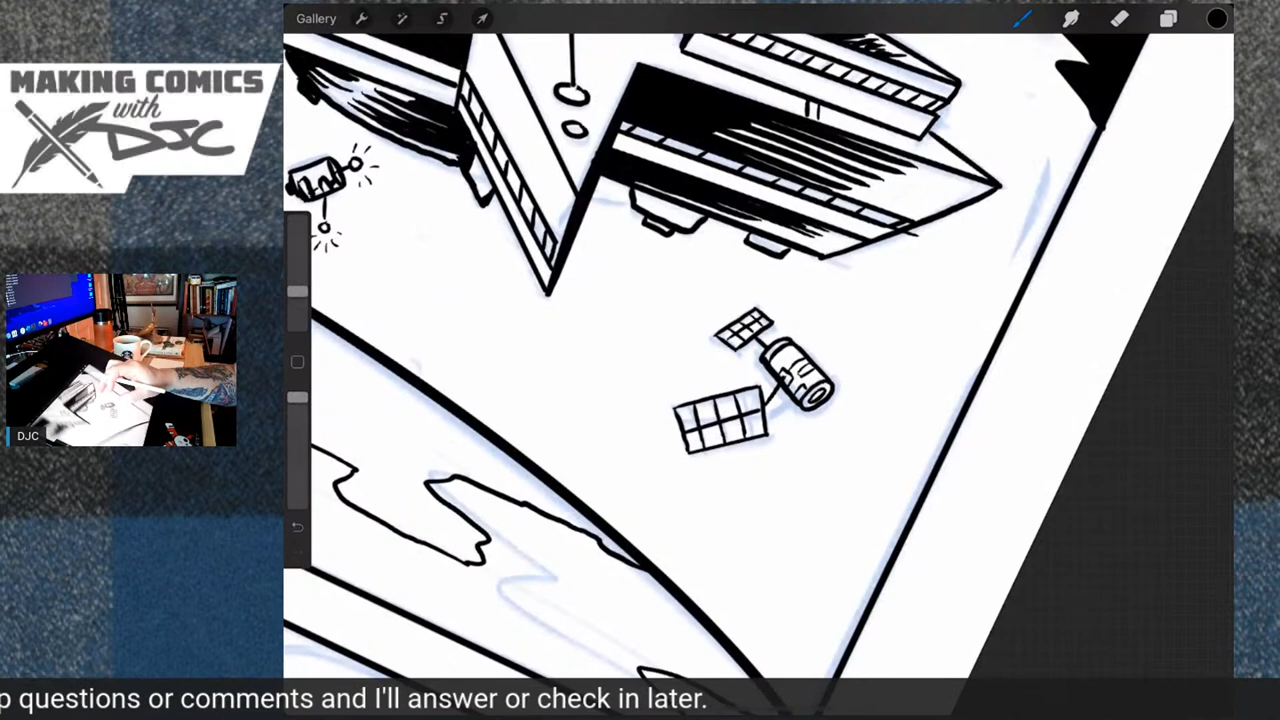 Gallery
MAKING COMICS
with
DJC
DJC
p questions or comments and I'll answer or check in later.